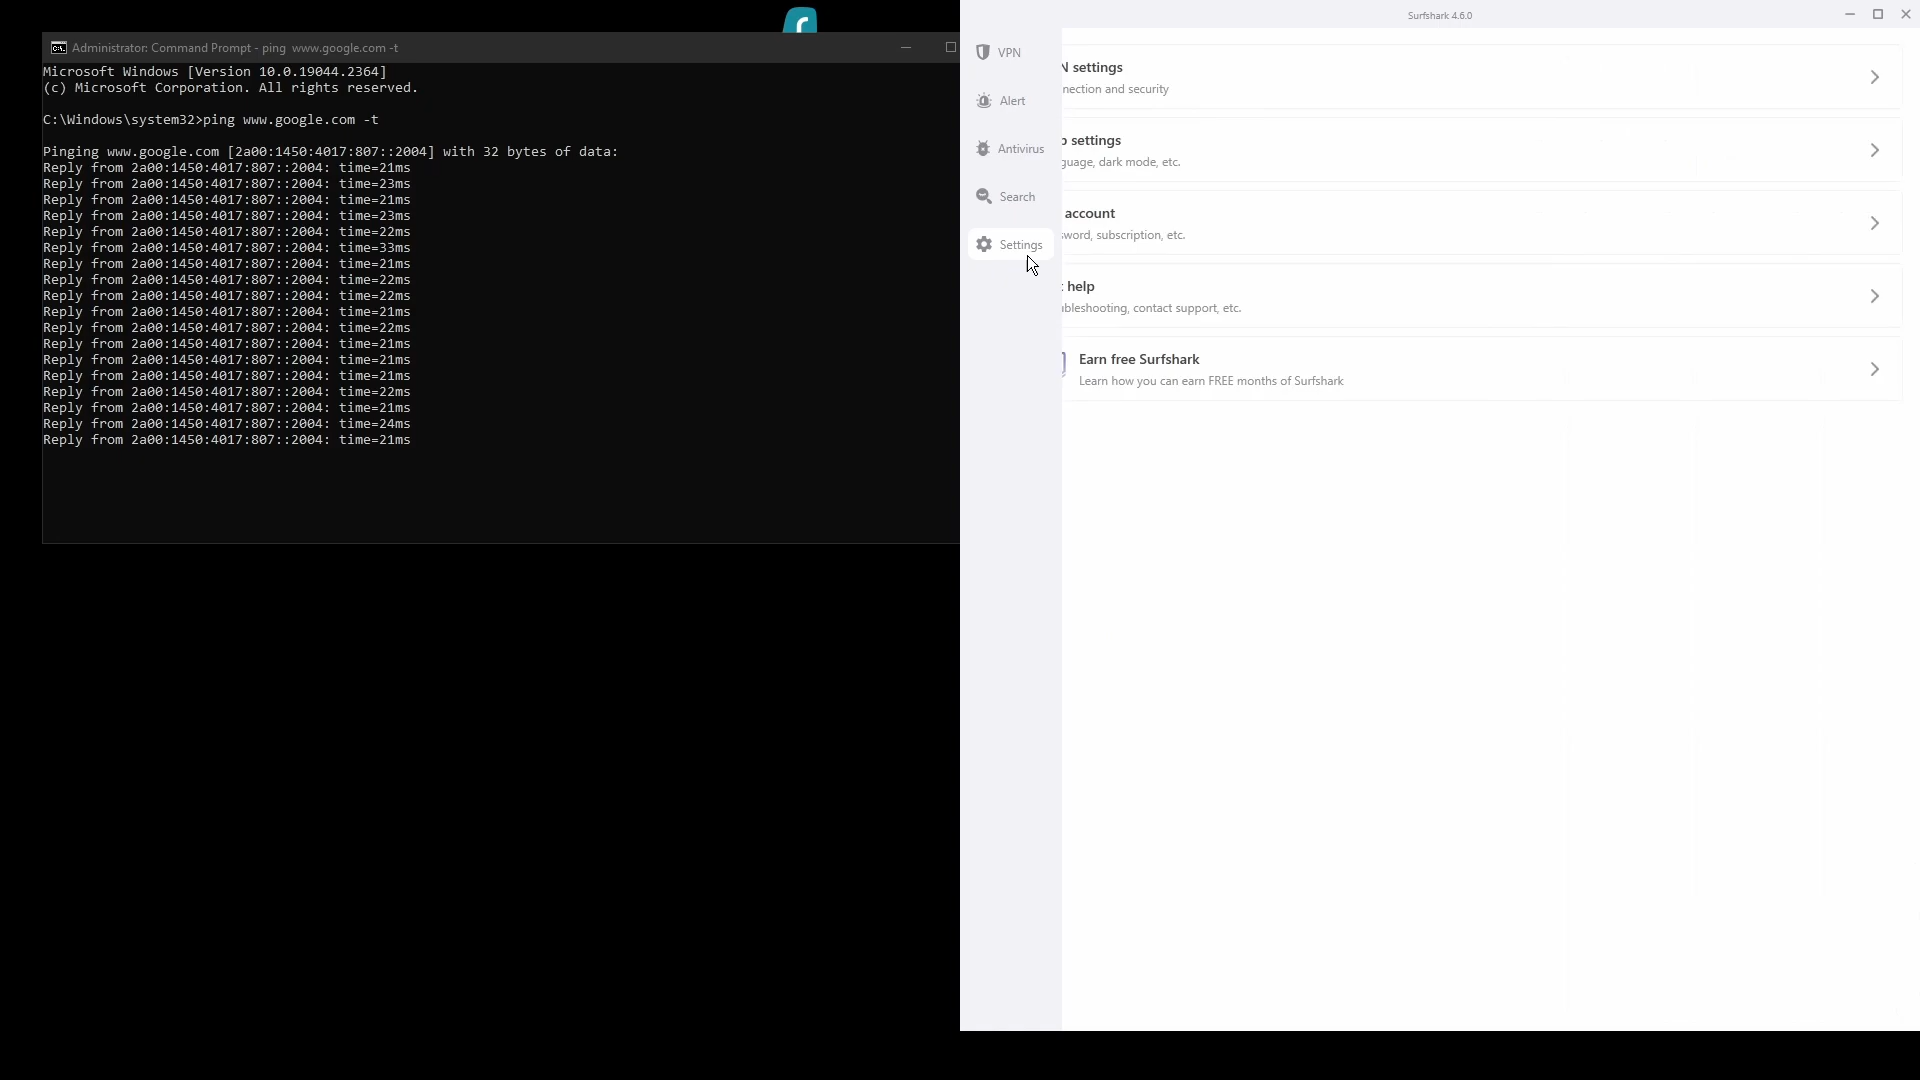 Administrator: Command Prompt - ping www.google.com -t
Microsoft Windows [Version 10.0.19044.2364]
(c) Microsoft Corporation. All rights reserved.
C:\Windows\system32>ping www.google.com -t
Pinging www.google.com [2a00:1450:4017:807::2004] with 32 bytes of data:
Reply from 2a00:1450:4017:807::2004: time=21ms
Reply from 2a00:1450:4017:807::2004: time=23ms
Reply from 2a00:1450:4017:807::2004: time=21ms
Reply from 2a00:1450:4017:807::2004: time=23ms
Reply from 2a00:1450:4017:807::2004: time=22ms
Reply from 2a00:1450:4017:807::2004: time=33ms
Reply from 2a00:1450:4017:807::2004: time=21ms
Reply from 2a00:1450:4017:807::2004: time=22ms
Reply from 2a00:1450:4017:807::2004: time=22ms
Reply from 2a00:1450:4017:807::2004: time=21ms
Reply from 2a00:1450:4017:807::2004: time=22ms
Reply from 2a00:1450:4017:807::2004: time=21ms
Reply from 2a00:1450:4017:807::2004: time=21ms
Reply from 2a00:1450:4017:807::2004: time=21ms
Reply from 2a00:1450:4017:807::2004: time=22ms
Reply from 2a00:1450:4017:807::2004: time=21ms
Reply from 2a00:1450:4017:807::2004: time=24ms
Reply from 2a00:1450:4017:807::2004: time=21ms
Surfshark 4.6.0
VPN
Alert
Antivirus
Search
Settings
N settings
nection and security
settings
guage, dark mode, etc.
account
sword, subscription, etc.
help
ubleshooting, contact support, etc.
Earn free Surfshark
Learn how you can earn FREE months of Surfshark